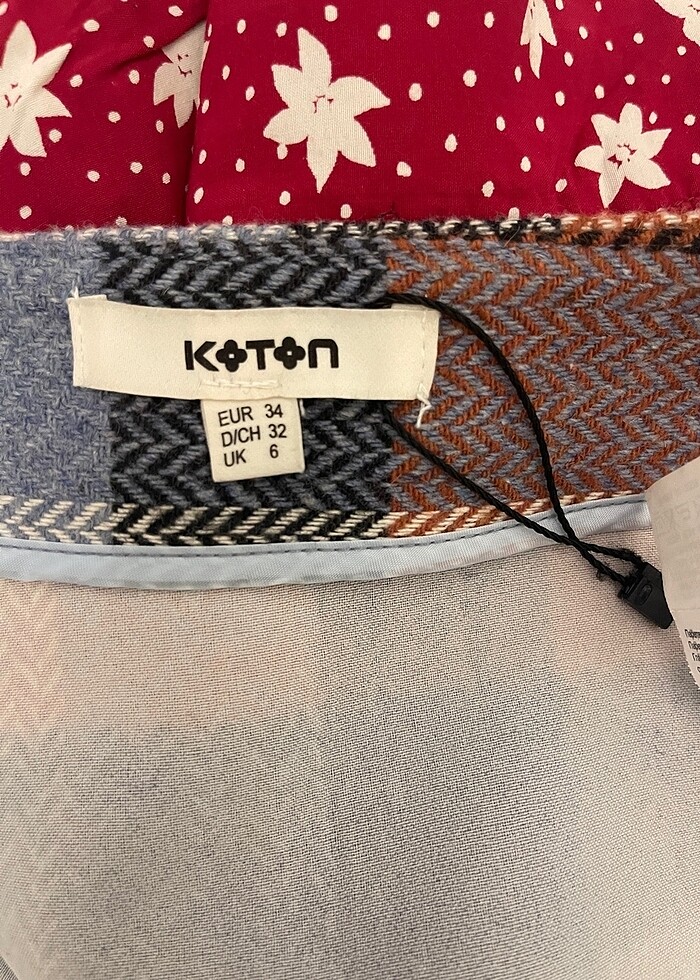 KOTON
EUR 34
D/CH 32
UK 6